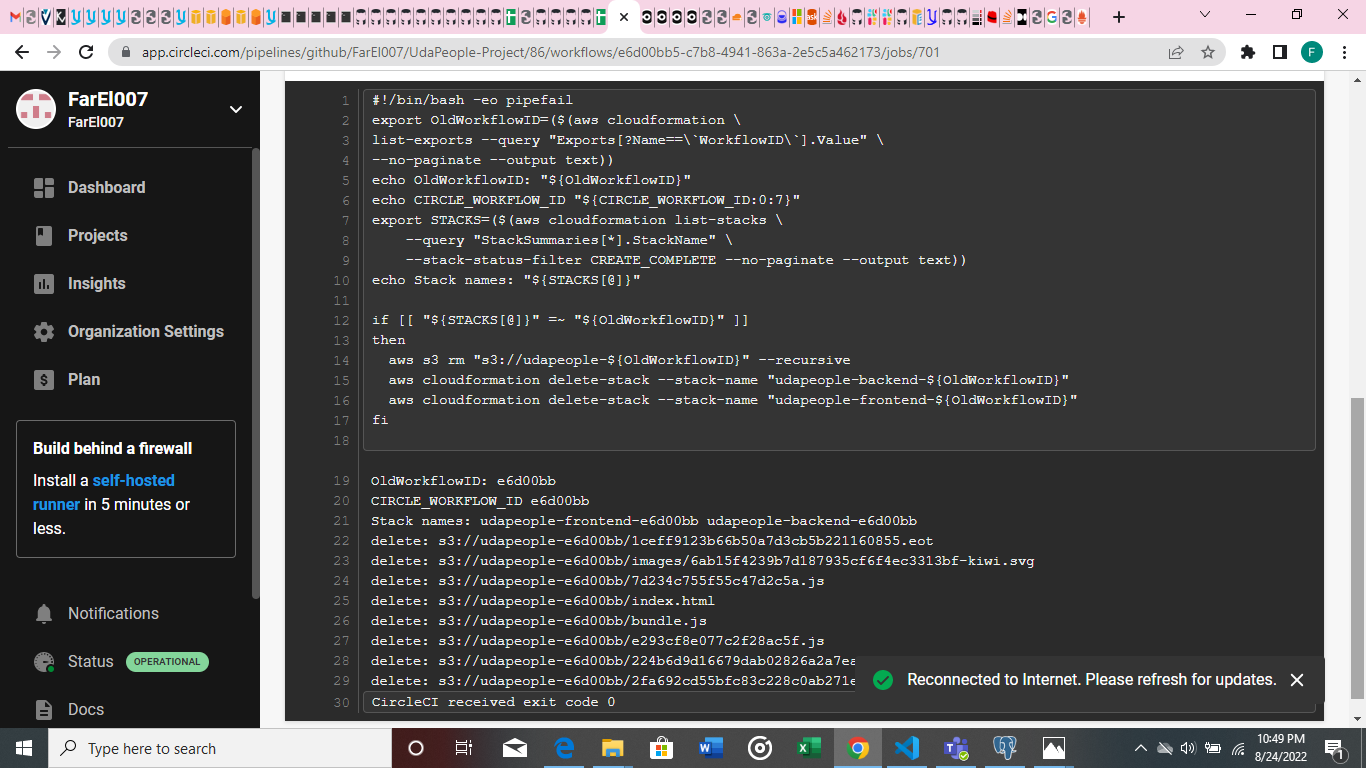 app.circleci.com/pipelines/github/FarEl007/UdaPeople-Project/86/workflows/e6d00bb5-c7b8-4941-863a-2e5c5a462173/jobs/701
F
FarEl007
FarEl007
Dashboard
Projects
Insights
Organization Settings
Plan
Build behind a firewall
Install a self-hosted
runner in 5 minutes or
less.
Notifications
Status OPERATIONAL
Docs
1 #!/bin/bash -eo pipefail
2 export OldWorkflowID=($(aws cloudformation \
3 list-exports --query "Exports[?Name==\`WorkflowID\`].Value" \
4 --no-paginate --output text))
5 echo OldWorkflowID: "${OldWorkflowID}"
6 echo CIRCLE_WORKFLOW_ID "${CIRCLE_WORKFLOW_ID:0:7}"
7 export STACKS=($(aws cloudformation list-stacks \
8 --query "StackSummaries[*].StackName" \
9 --stack-status-filter CREATE_COMPLETE --no-paginate --output text))
10 echo Stack names: "${STACKS[@]}"
11
12 if [[ "${STACKS[@]}" =~ "${OldWorkflowID}" ]]
13 then
14 aws s3 rm "s3://udapeople-${OldWorkflowID}" --recursive
15 aws cloudformation delete-stack --stack-name "udapeople-backend-${OldWorkflowID}"
16 aws cloudformation delete-stack --stack-name "udapeople-frontend-${OldWorkflowID}"
17 fi
18
19 OldWorkflowID: e6d00bb
20 CIRCLE_WORKFLOW_ID e6d00bb
21 Stack names: udapeople-frontend-e6d00bb udapeople-backend-e6d00bb
22 delete: s3://udapeople-e6d00bb/1ceff9123b66b50a7d3cb5b221160855.eot
23 delete: s3://udapeople-e6d00bb/images/6ab15f4239b7d187935cf6f4ec3313bf-kiwi.svg
24 delete: s3://udapeople-e6d00bb/7d234c755f55c47d2c5a.js
25 delete: s3://udapeople-e6d00bb/index.html
26 delete: s3://udapeople-e6d00bb/bundle.js
27 delete: s3://udapeople-e6d00bb/e293cf8e077c2f28ac5f.js
28 delete: s3://udapeople-e6d00bb/224b6d9d16679dab02826a2a7ea
29 delete: s3://udapeople-e6d00bb/2fa692cd55bfc83c228c0ab271e
Reconnected to Internet. Please refresh for updates.
30 CircleCI received exit code 0
Type here to search
10:49 PM
8/24/2022
1